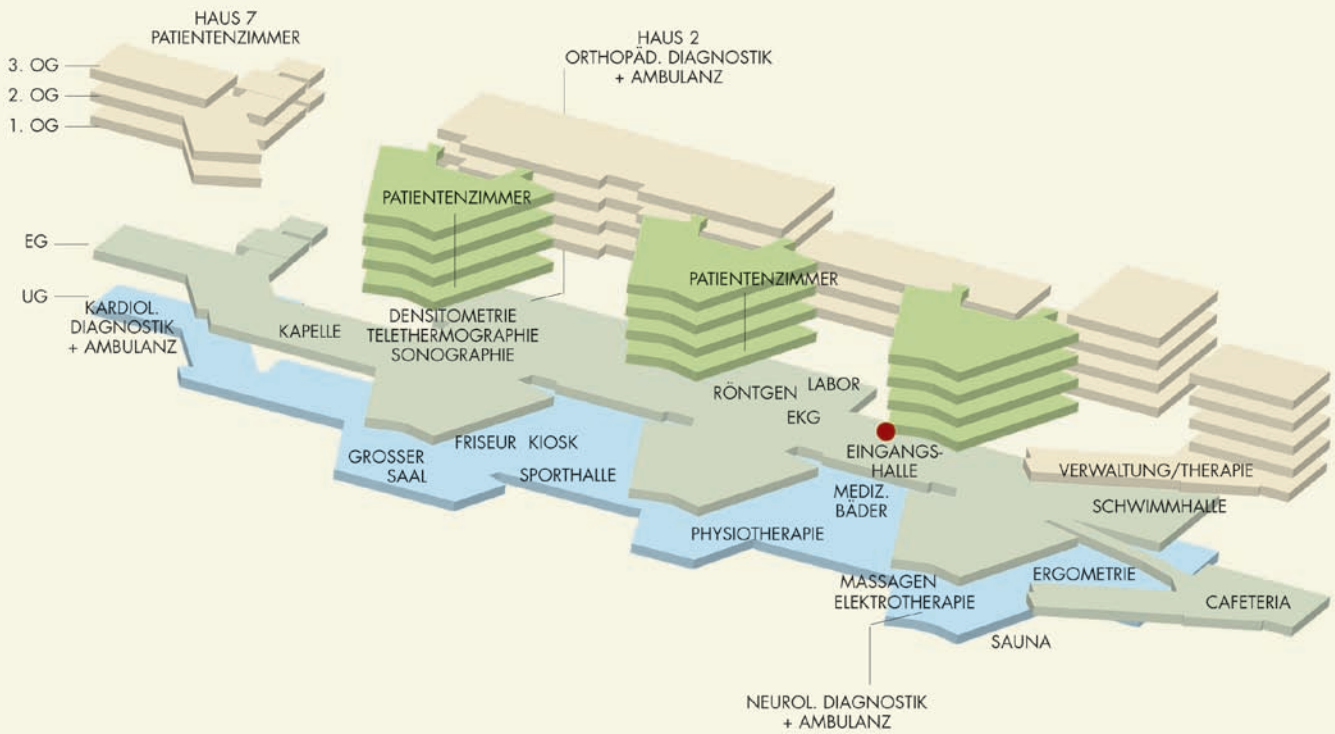 HAUS 7
PATIENTENZIMMER
HAUS 2
ORTHOPÄD. DIAGNOSTIK
+ AMBULANZ
3. OG
2. OG
1. OG
PATIENTENZIMMER
EG
PATIENTENZIMMER
UG
KARDIOL.
DIAGNOSTIK
+ AMBULANZ
KAPELLE
DENSITOMETRIE
TELETHERMOGRAPHIE
SONOGRAPHIE
RÖNTGEN
LABOR
EKG
EINGANGS-
HALLE
FRISEUR KIOSK
GROSSER
SAAL
SPORTHALLE
VERWALTUNG/THERAPIE
MEDIZ.
BÄDER
SCHWIMMHALLE
PHYSIOTHERAPIE
MASSAGEN
ELEKTROTHERAPIE
ERGOMETRIE
CAFETERIA
SAUNA
NEUROL. DIAGNOSTIK
+ AMBULANZ